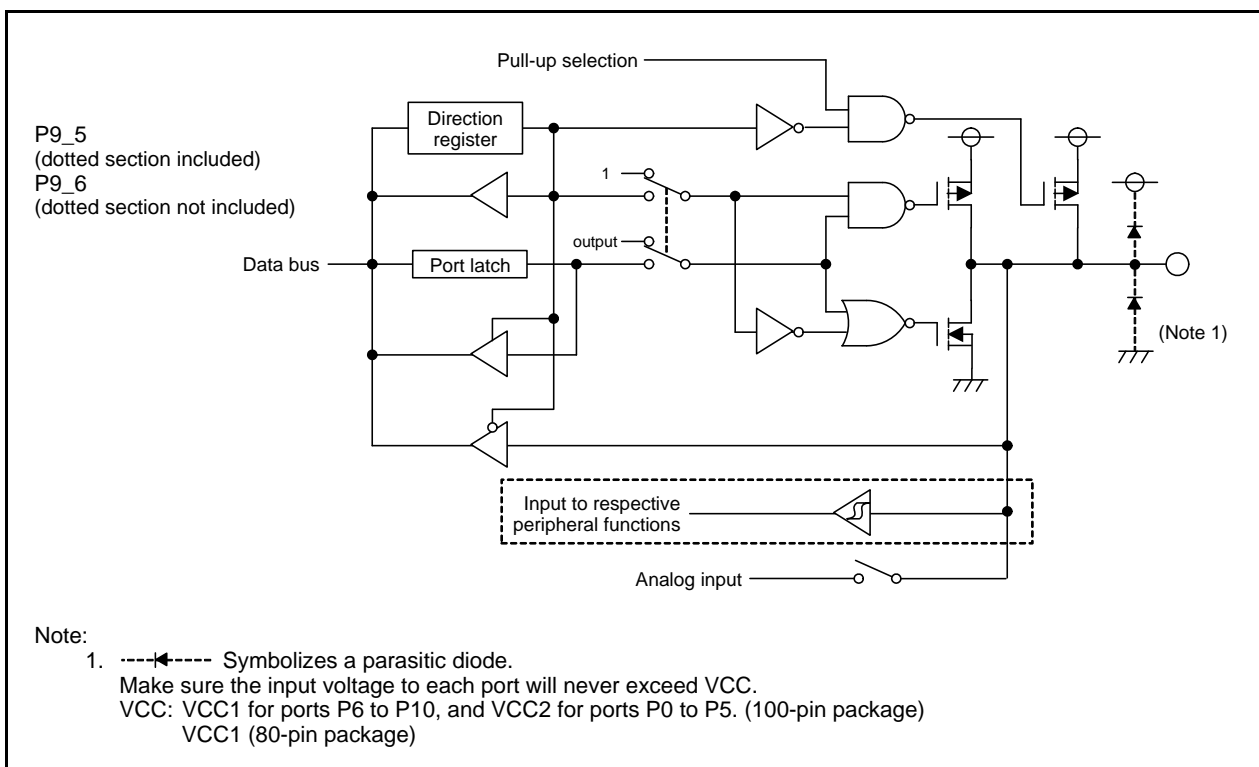 Pull-up selection
Direction
register
P9_5
(dotted section included)
P9_6
(dotted section not included)
1
output
Data bus
Port latch
(Note 1)
Input to respective
peripheral functions
Analog input
Note:
1. Symbolizes a parasitic diode.
Make sure the input voltage to each port will never exceed VCC.
VCC: VCC1 for ports P6 to P10, and VCC2 for ports P0 to P5. (100-pin package)
VCC1 (80-pin package)